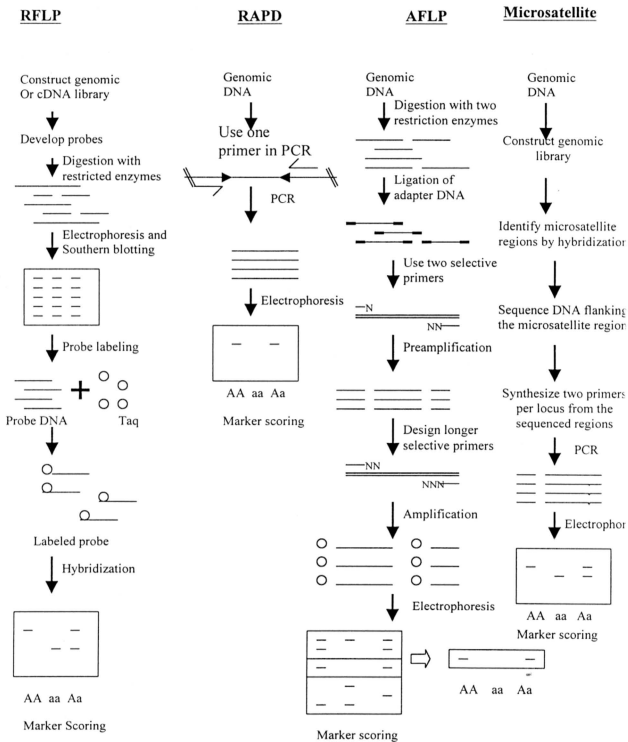 RFLP
Construct genomic
Or cDNA library
Develop probes
Digestion with
restricted enzymes
Electrophoresis and
Southern blotting
Probe labeling
Probe DNA
Taq
Labeled probe
Hybridization
AA aa Aa
Marker Scoring
RAPD
Genomic
DNA
Use one
primer in PCR
PCR
Electrophoresis
AA aa Aa
Marker scoring
AFLP
Genomic
DNA
Digestion with two
restriction enzymes
Ligation of
adapter DNA
Use two selective
primers
N
NN
Preamplification
Design longer
selective primers
NN
NNN
Amplification
Electrophoresis
AA aa Aa
Marker scoring
Microsatellite
Genomic
DNA
Construct genomic
library
Identify microsatellite
regions by hybridization
Sequence DNA flanking
the microsatellite region
Synthesize two primers
per locus from the
sequenced regions
PCR
Electrophor
AA aa Aa
Marker scoring